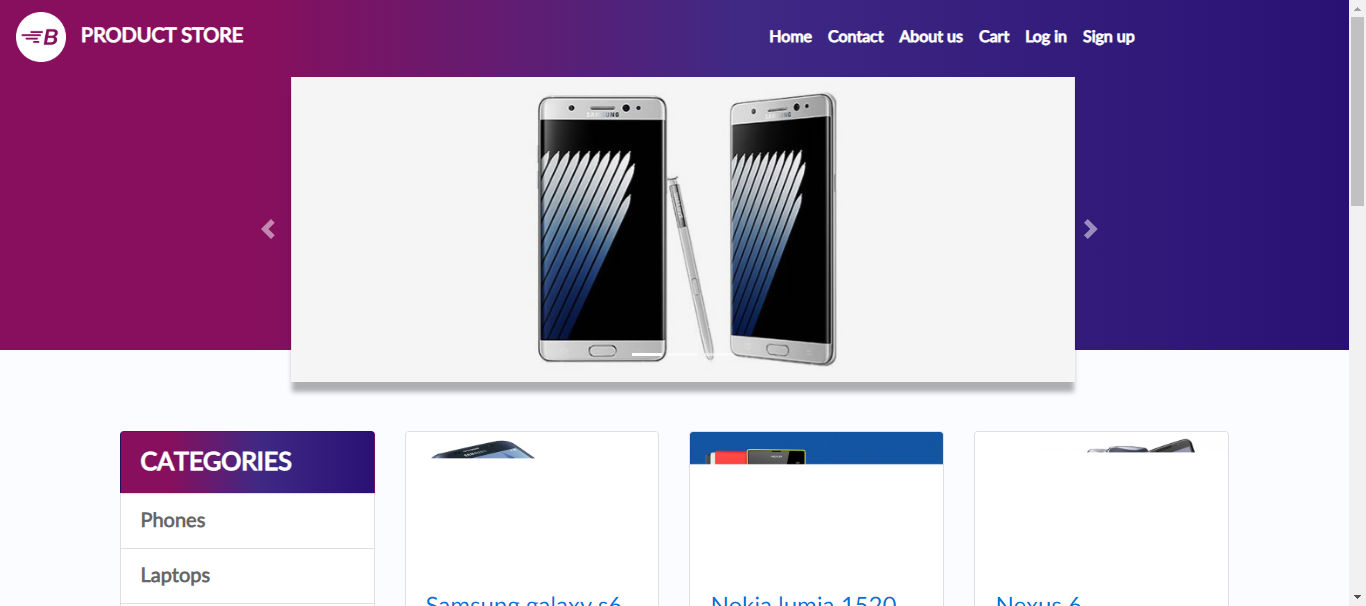 B PRODUCT STORE
Home Contact About us Cart Log in Sign up
SAMSUNG
SAMSUNG
CATEGORIES
Phones
Laptops
Samsung galaxy s6
Nokia lumia 1520
Nexus 6